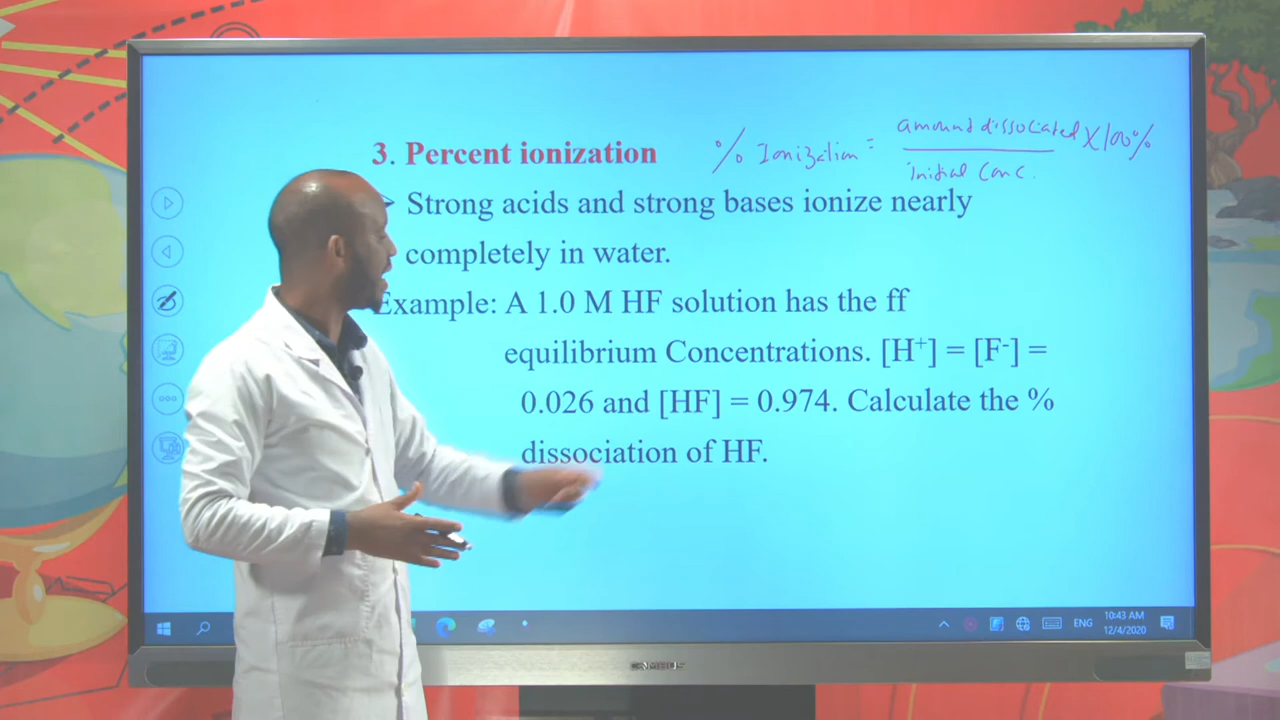 3. Percent ionization
% Ionization =
amount dissociated X 100%
initial conc.
➢ Strong acids and strong bases ionize nearly
completely in water.
Example: A 1.0 M HF solution has the ff
equilibrium Concentrations. [H⁺] = [F⁻] =
0.026 and [HF] = 0.974. Calculate the %
dissociation of HF.
ENG
10:43 AM
12/4/2020